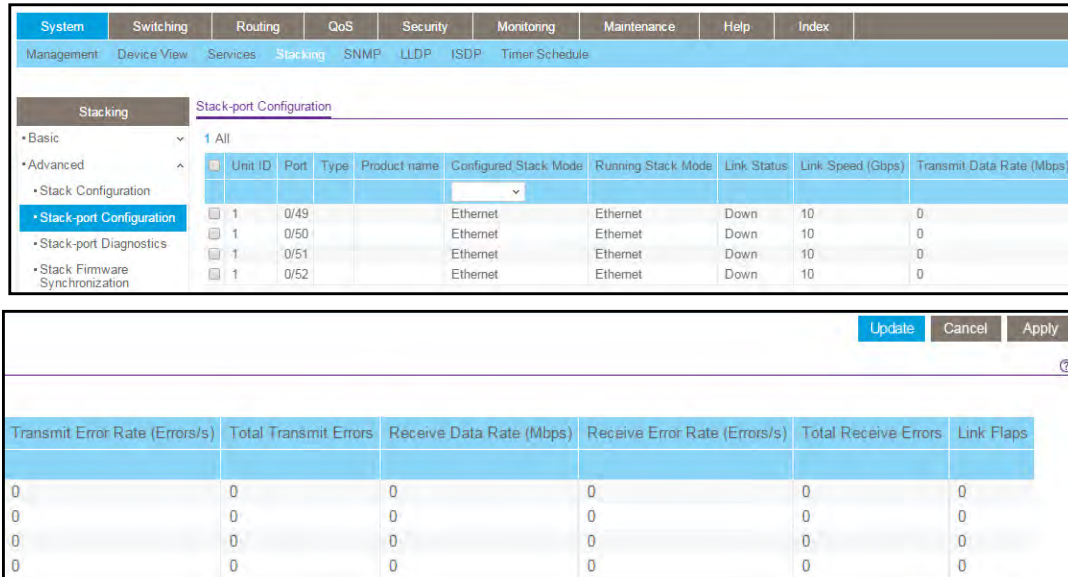 System Switching Routing QoS Security Monitoring Maintenance Help Index
Management Device View Services Stacking SNMP LLDP ISDP Timer Schedule
Stacking
Basic
Advanced
Stack Configuration
Stack-port Configuration
Stack-port Diagnostics
Stack Firmware
Synchronization
Stack-port Configuration
1 All
Unit ID Port Type Product name Configured Stack Mode Running Stack Mode Link Status Link Speed (Gbps) Transmit Data Rate (Mbps)
1 0/49 Ethernet Ethernet Down 10 0
1 0/50 Ethernet Ethernet Down 10 0
1 0/51 Ethernet Ethernet Down 10 0
1 0/52 Ethernet Ethernet Down 10 0
Update Cancel Apply
?
Transmit Error Rate (Errors/s) Total Transmit Errors Receive Data Rate (Mbps) Receive Error Rate (Errors/s) Total Receive Errors Link Flaps
0 0 0 0 0 0
0 0 0 0 0 0
0 0 0 0 0 0
0 0 0 0 0 0